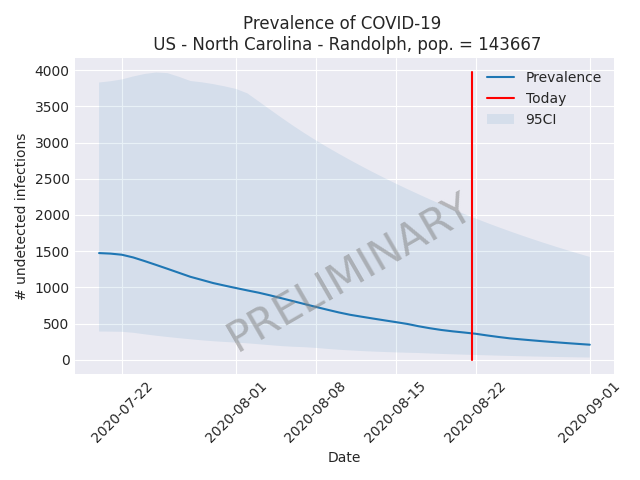 Prevalence of COVID-19
US - North Carolina - Randolph, pop. = 143667
4000
3500
3000
2500
2000
1500
1000
500
0
# undetected infections
Prevalence
Today
95CI
PRELIMINARY
2020-07-22
2020-08-01
2020-08-08
2020-08-15
2020-08-22
2020-09-01
Date